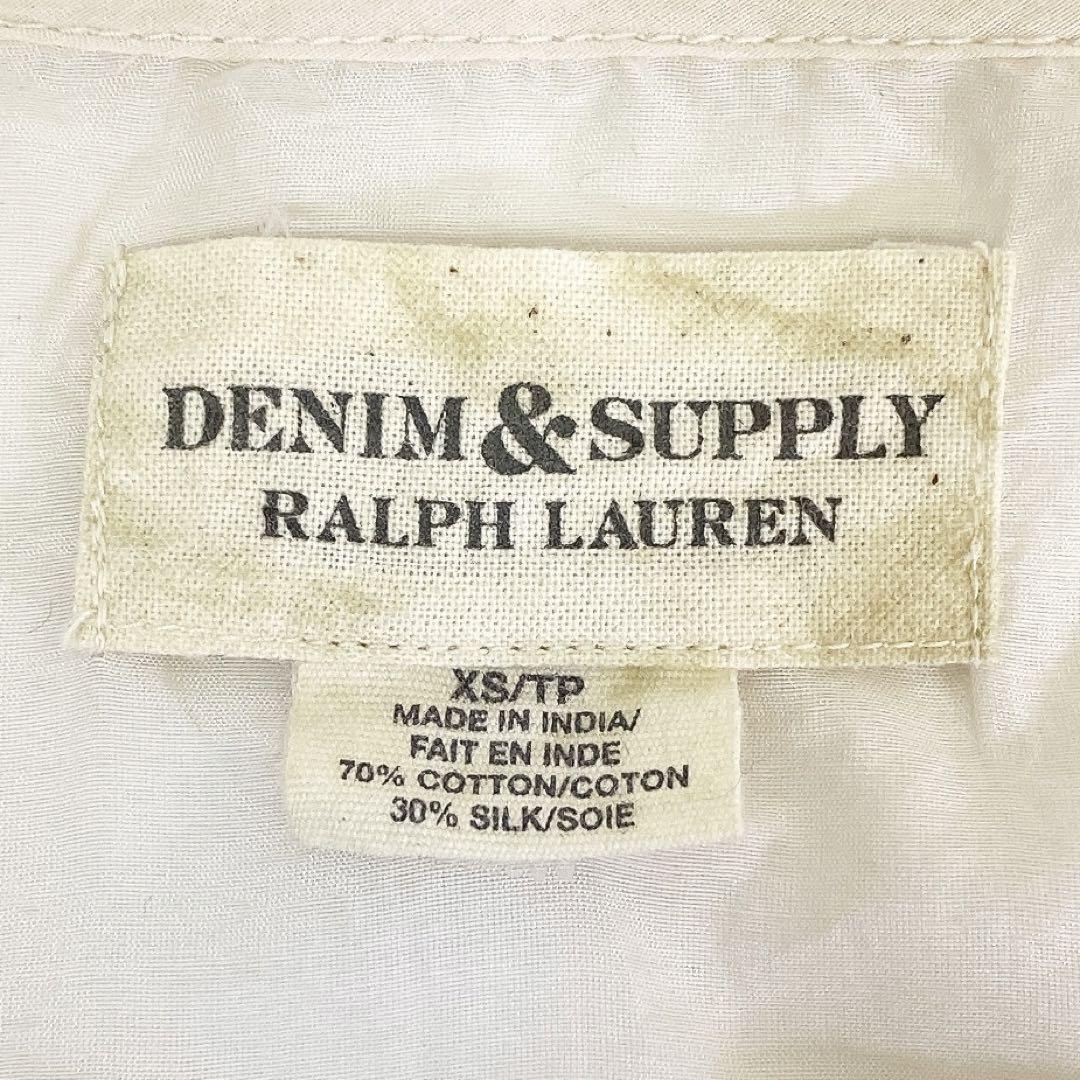 DENIM & SUPPLY
RALPH LAUREN
XS/TP
MADE IN INDIA/
FAIT EN INDE
70% COTTON/COTON
30% SILK/SOIE